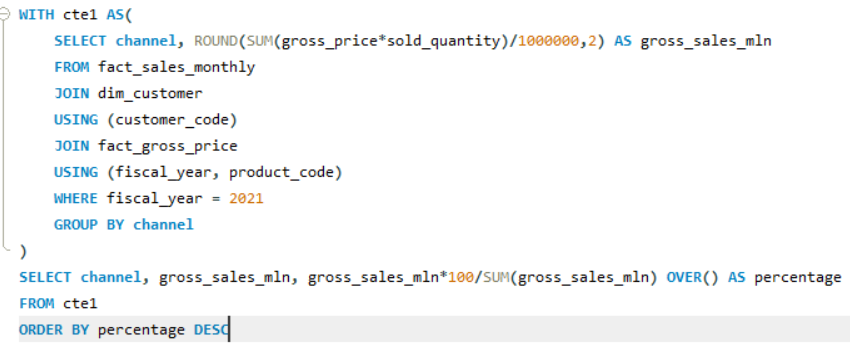 WITH cte1 AS(
SELECT channel, ROUND(SUM(gross_price*sold_quantity)/1000000,2) AS gross_sales_mln
FROM fact_sales_monthly
JOIN dim_customer
USING (customer_code)
JOIN fact_gross_price
USING (fiscal_year, product_code)
WHERE fiscal_year = 2021
GROUP BY channel
)
SELECT channel, gross_sales_mln, gross_sales_mln*100/SUM(gross_sales_mln) OVER() AS percentage
FROM cte1
ORDER BY percentage DESC